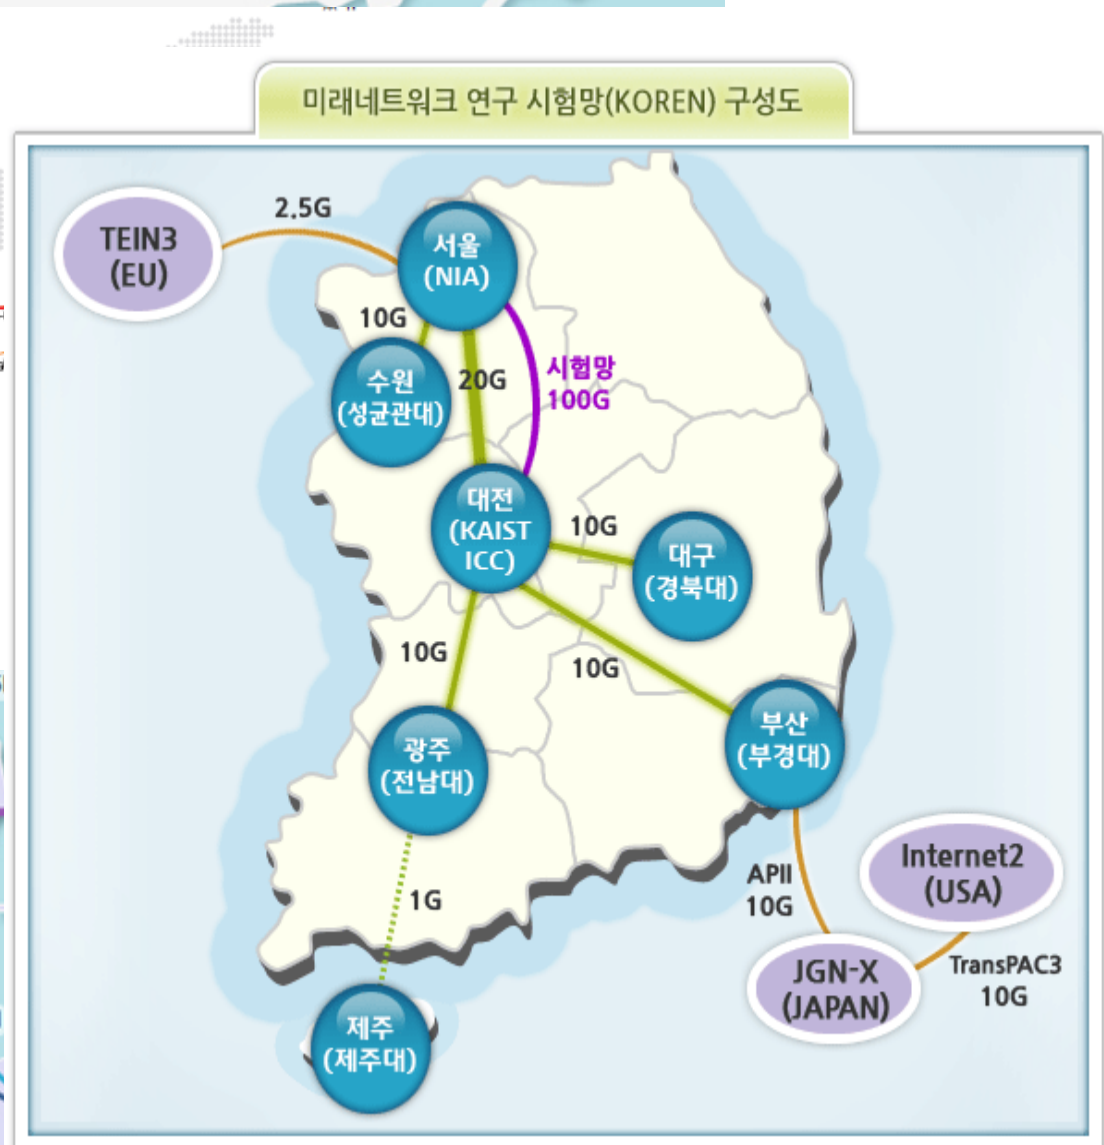 미래네트워크 연구 시험망(KOREN) 구성도
TEIN3
(EU)
2.5G
서울
(NIA)
10G
수원
(성균관대)
20G
시험망
100G
대전
(KAIST
ICC)
10G
대구
(경북대)
10G
10G
부산
(부경대)
광주
(전남대)
1G
APII
10G
Internet2
(USA)
JGN-X
(JAPAN)
TransPAC3
10G
제주
(제주대)